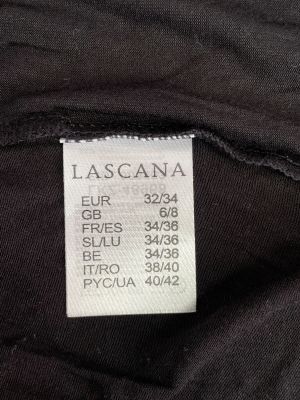 LASCANA
EUR 32/34
GB 6/8
FR/ES 34/36
SL/LU 34/36
BE 34/36
IT/RO 38/40
PYC/UA 40/42